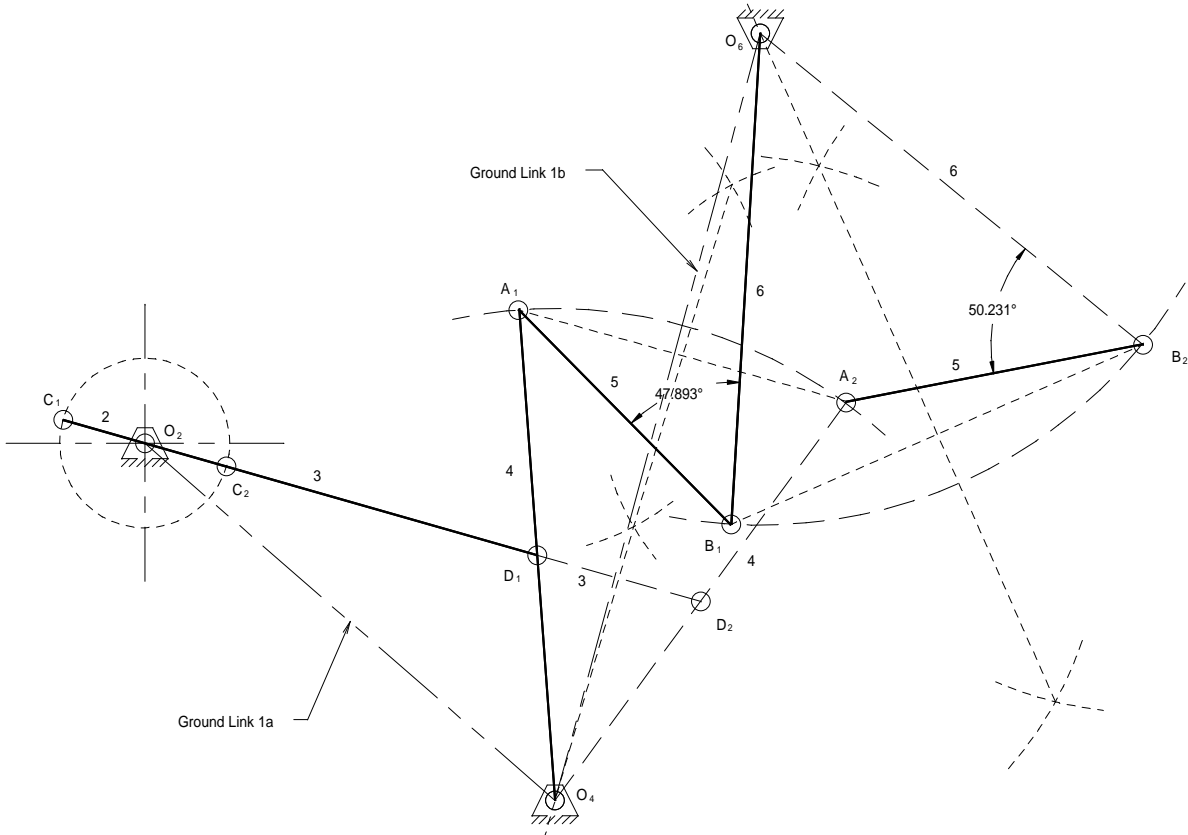 O₆
6
Ground Link 1b
A₁
6
50.231°
B₂
5
A₂
5
47.893°
C₁
2
O₂
C₂
3
4
B₁
4
D₁
3
D₂
Ground Link 1a
O₄